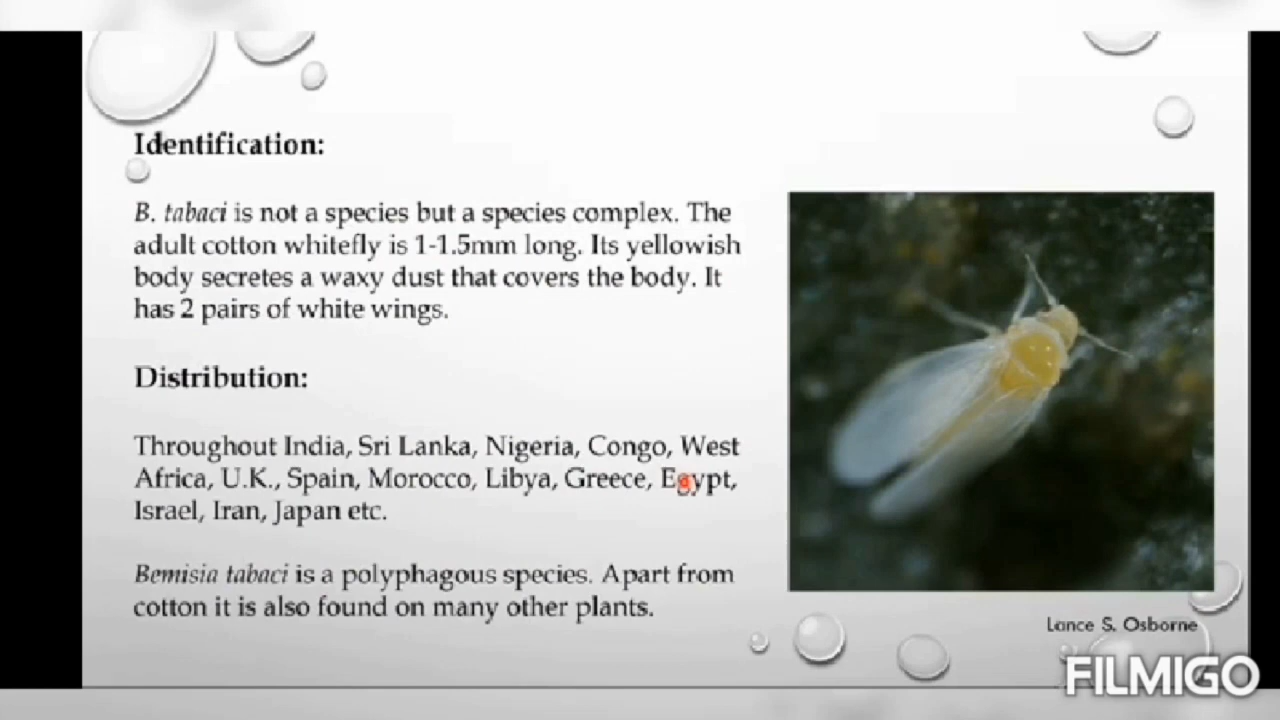 Identification:
B. tabaci is not a species but a species complex. The
adult cotton whitefly is 1-1.5mm long. Its yellowish
body secretes a waxy dust that covers the body. It
has 2 pairs of white wings.
Distribution:
Throughout India, Sri Lanka, Nigeria, Congo, West
Africa, U.K., Spain, Morocco, Libya, Greece, Egypt,
Israel, Iran, Japan etc.
Bemisia tabaci is a polyphagous species. Apart from
cotton it is also found on many other plants.
Lance S. Osborne
FILMIGO